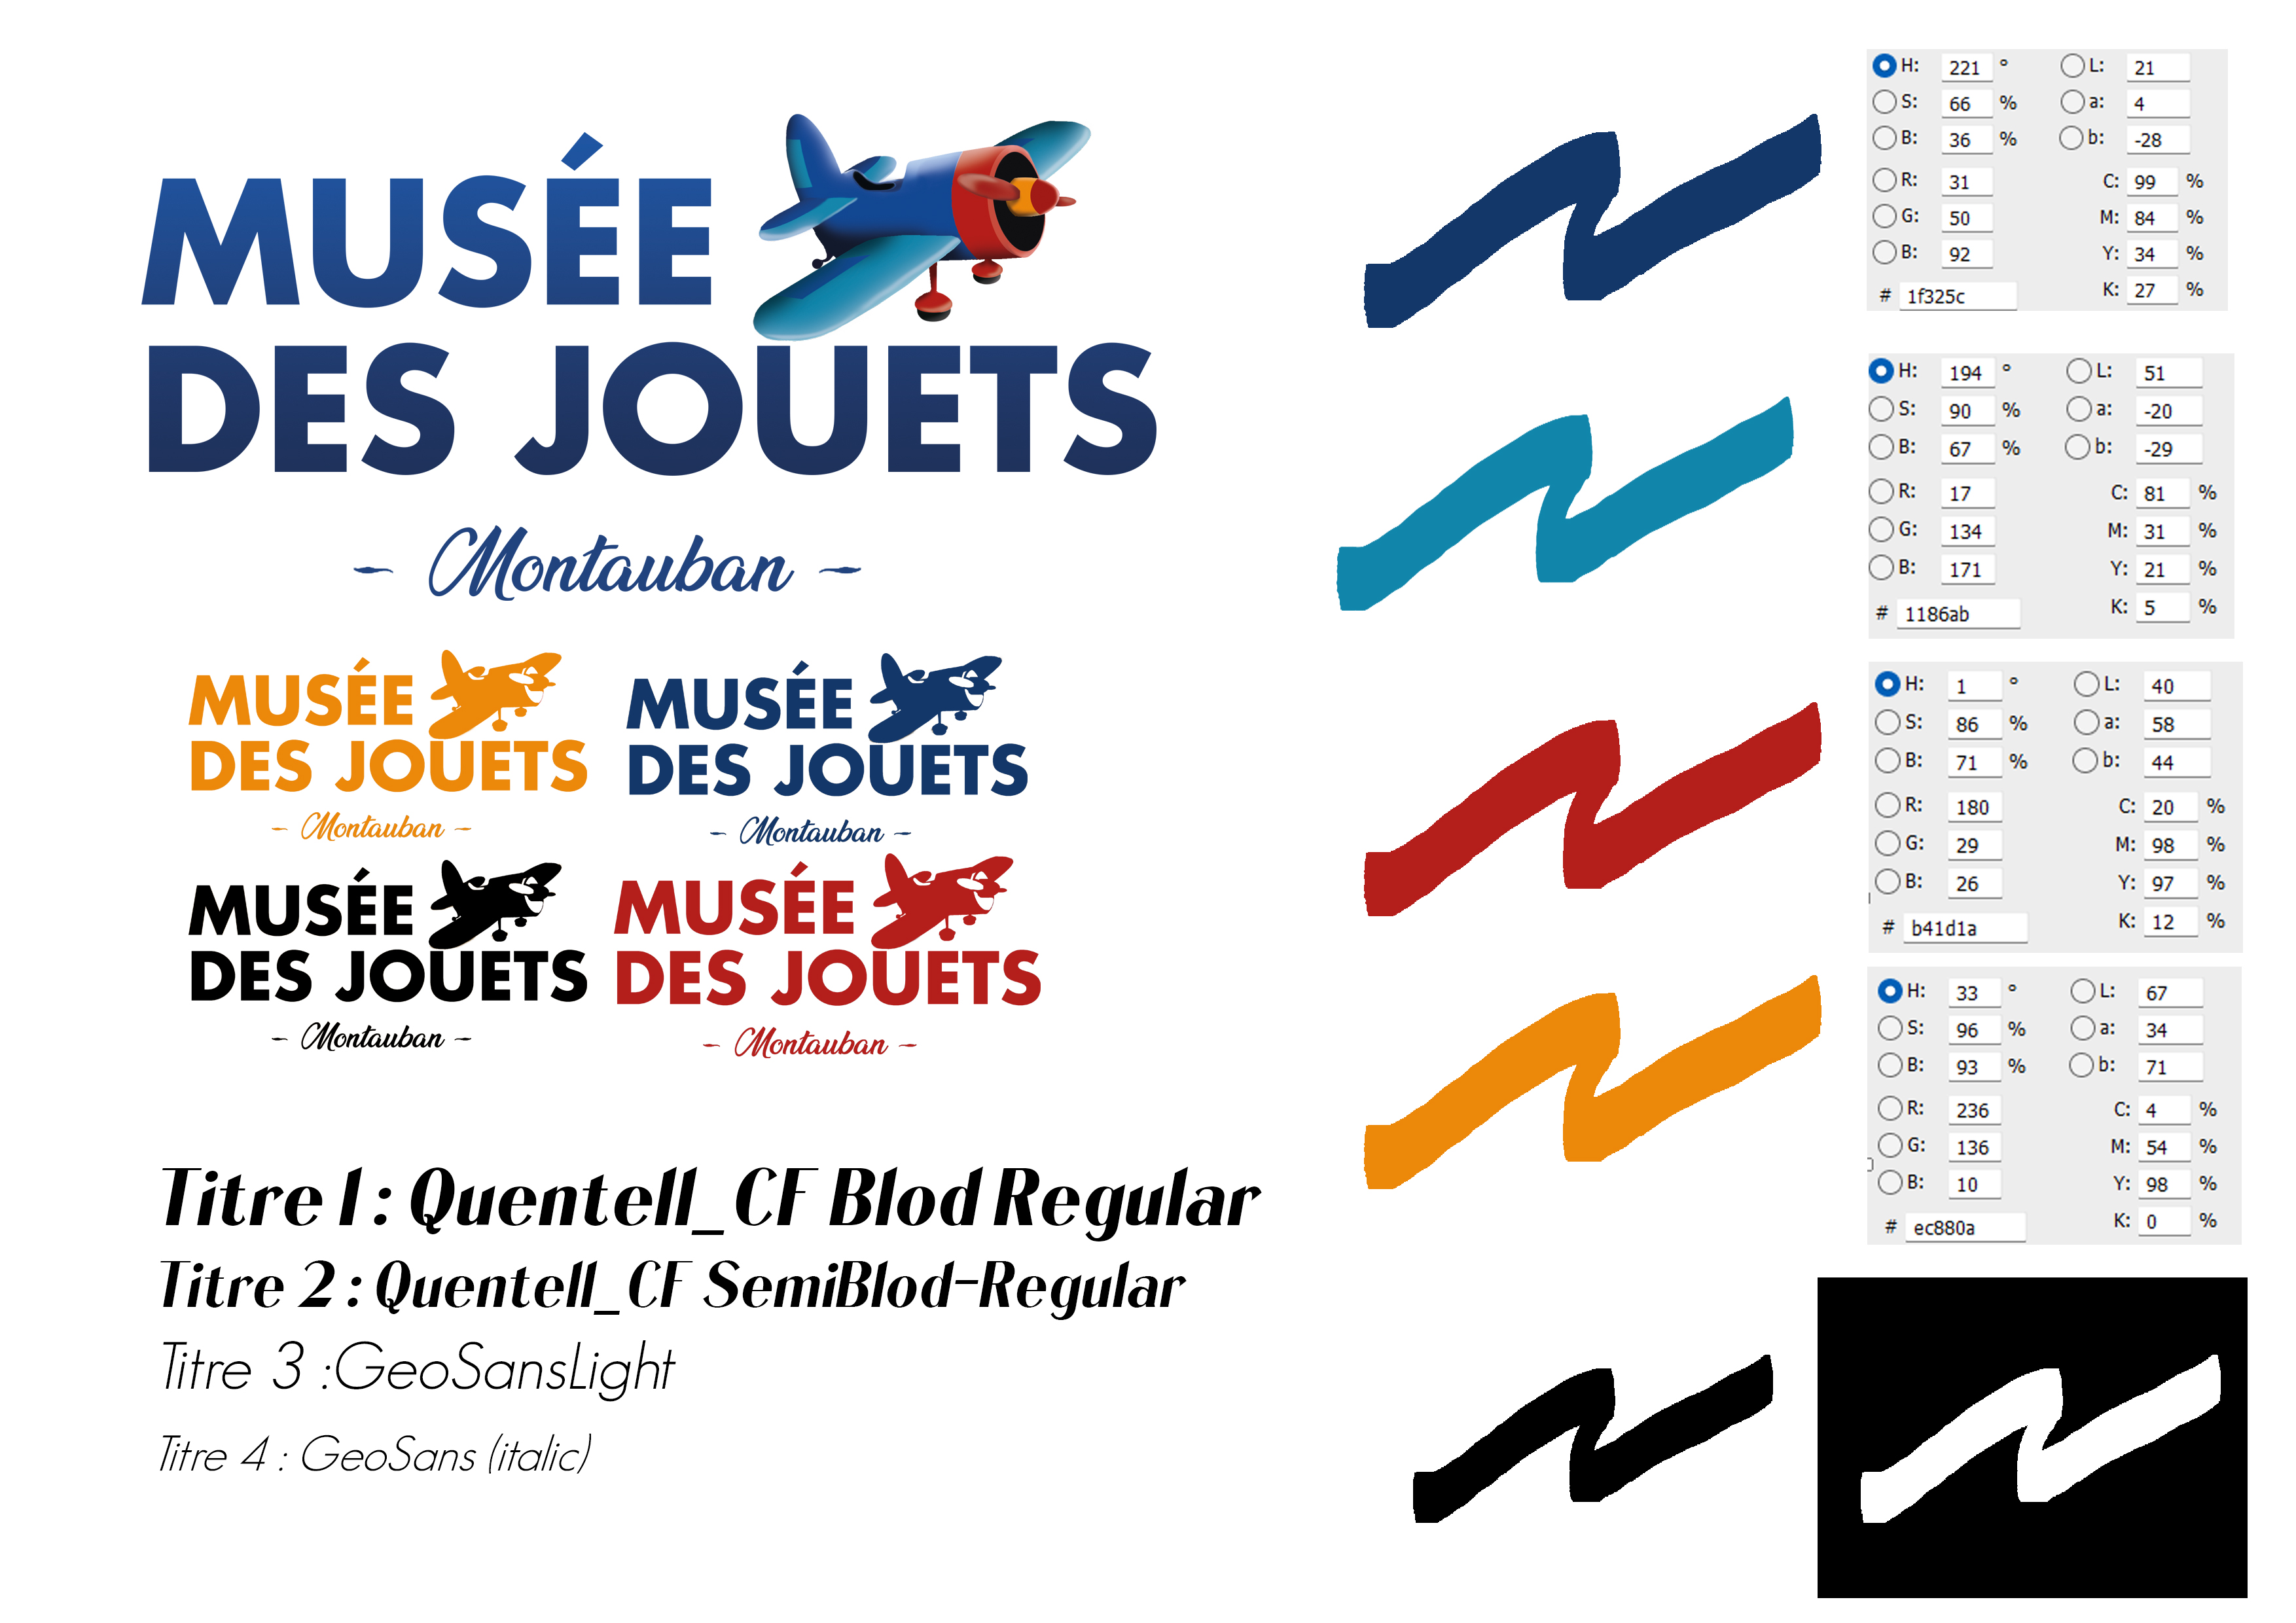 MUSÉE
DES JOUETS
- Montauban -
MUSÉE
DES JOUETS
- Montauban -
MUSÉE
DES JOUETS
- Montauban -
MUSÉE
DES JOUETS
- Montauban -
MUSÉE
DES JOUETS
- Montauban -
Titre 1 : Quentell_CF Blod Regular
Titre 2 : Quentell_CF SemiBlod-Regular
Titre 3 :GeoSansLight
Titre 4 : GeoSans (italic)
H: 221 ° L: 21
S: 66 % a: 4
B: 36 % b: -28
R: 31 C: 99 %
G: 50 M: 84 %
B: 92 Y: 34 %
# 1f325c K: 27 %
H: 194 ° L: 51
S: 90 % a: -20
B: 67 % b: -29
R: 17 C: 81 %
G: 134 M: 31 %
B: 171 Y: 21 %
# 1186ab K: 5 %
H: 1 ° L: 40
S: 86 % a: 58
B: 71 % b: 44
R: 180 C: 20 %
G: 29 M: 98 %
B: 26 Y: 97 %
# b41d1a K: 12 %
H: 33 ° L: 67
S: 96 % a: 34
B: 93 % b: 71
R: 236 C: 4 %
G: 136 M: 54 %
B: 10 Y: 98 %
# ec880a K: 0 %